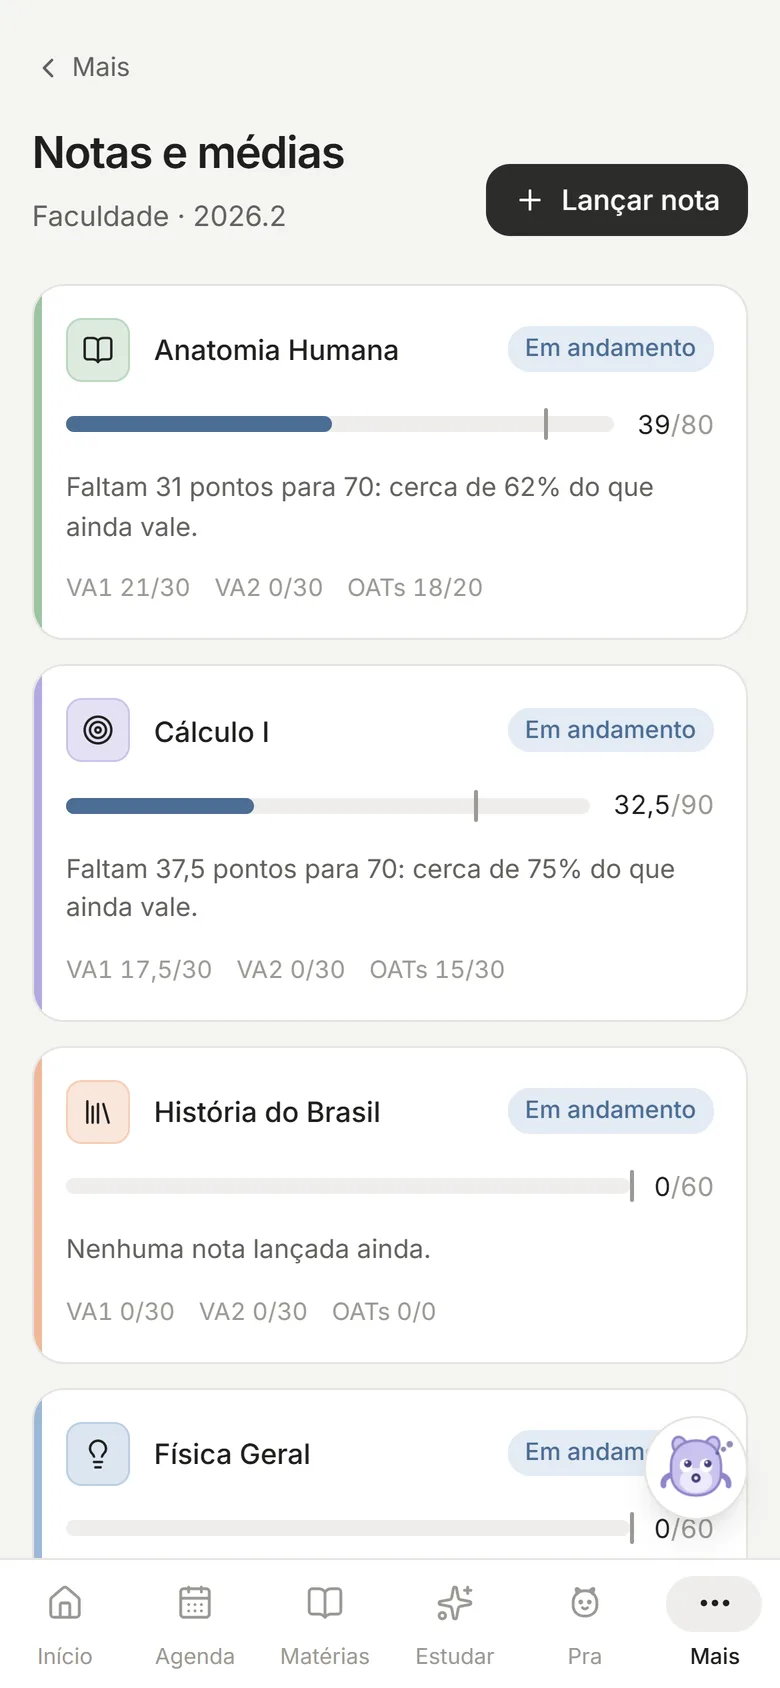 Mais
Notas e médias
Faculdade · 2026.2
+ Lançar nota
Anatomia Humana
Em andamento
39/80
Faltam 31 pontos para 70: cerca de 62% do que
ainda vale.
VA1 21/30 VA2 0/30 OATs 18/20
Cálculo I
Em andamento
32,5/90
Faltam 37,5 pontos para 70: cerca de 75% do que
ainda vale.
VA1 17,5/30 VA2 0/30 OATs 15/30
História do Brasil
Em andamento
0/60
Nenhuma nota lançada ainda.
VA1 0/30 VA2 0/30 OATs 0/0
Física Geral
Em andam
0/60
Início
Agenda
Matérias
Estudar
Pra
Mais